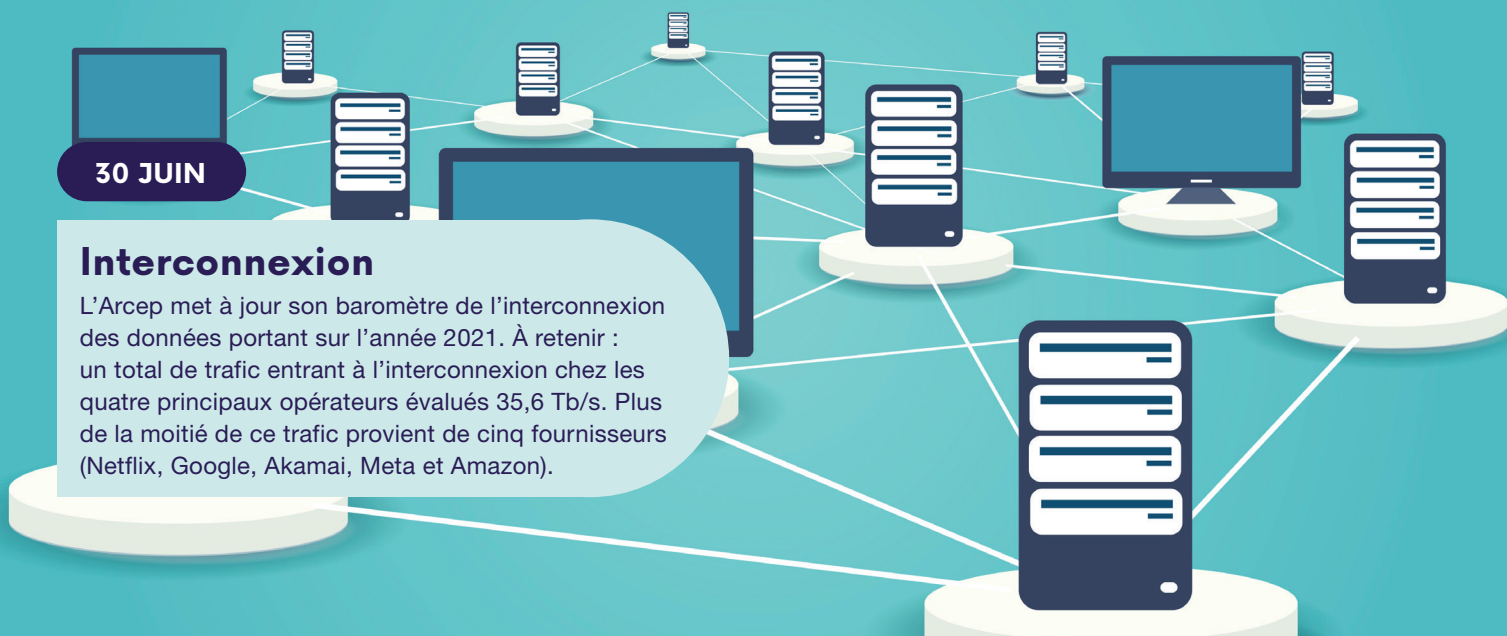 30 JUIN
Interconnexion
L’Arcep met à jour son baromètre de l’interconnexion
des données portant sur l’année 2021. À retenir :
un total de trafic entrant à l’interconnexion chez les
quatre principaux opérateurs évalués 35,6 Tb/s. Plus
de la moitié de ce trafic provient de cinq fournisseurs
(Netflix, Google, Akamai, Meta et Amazon).